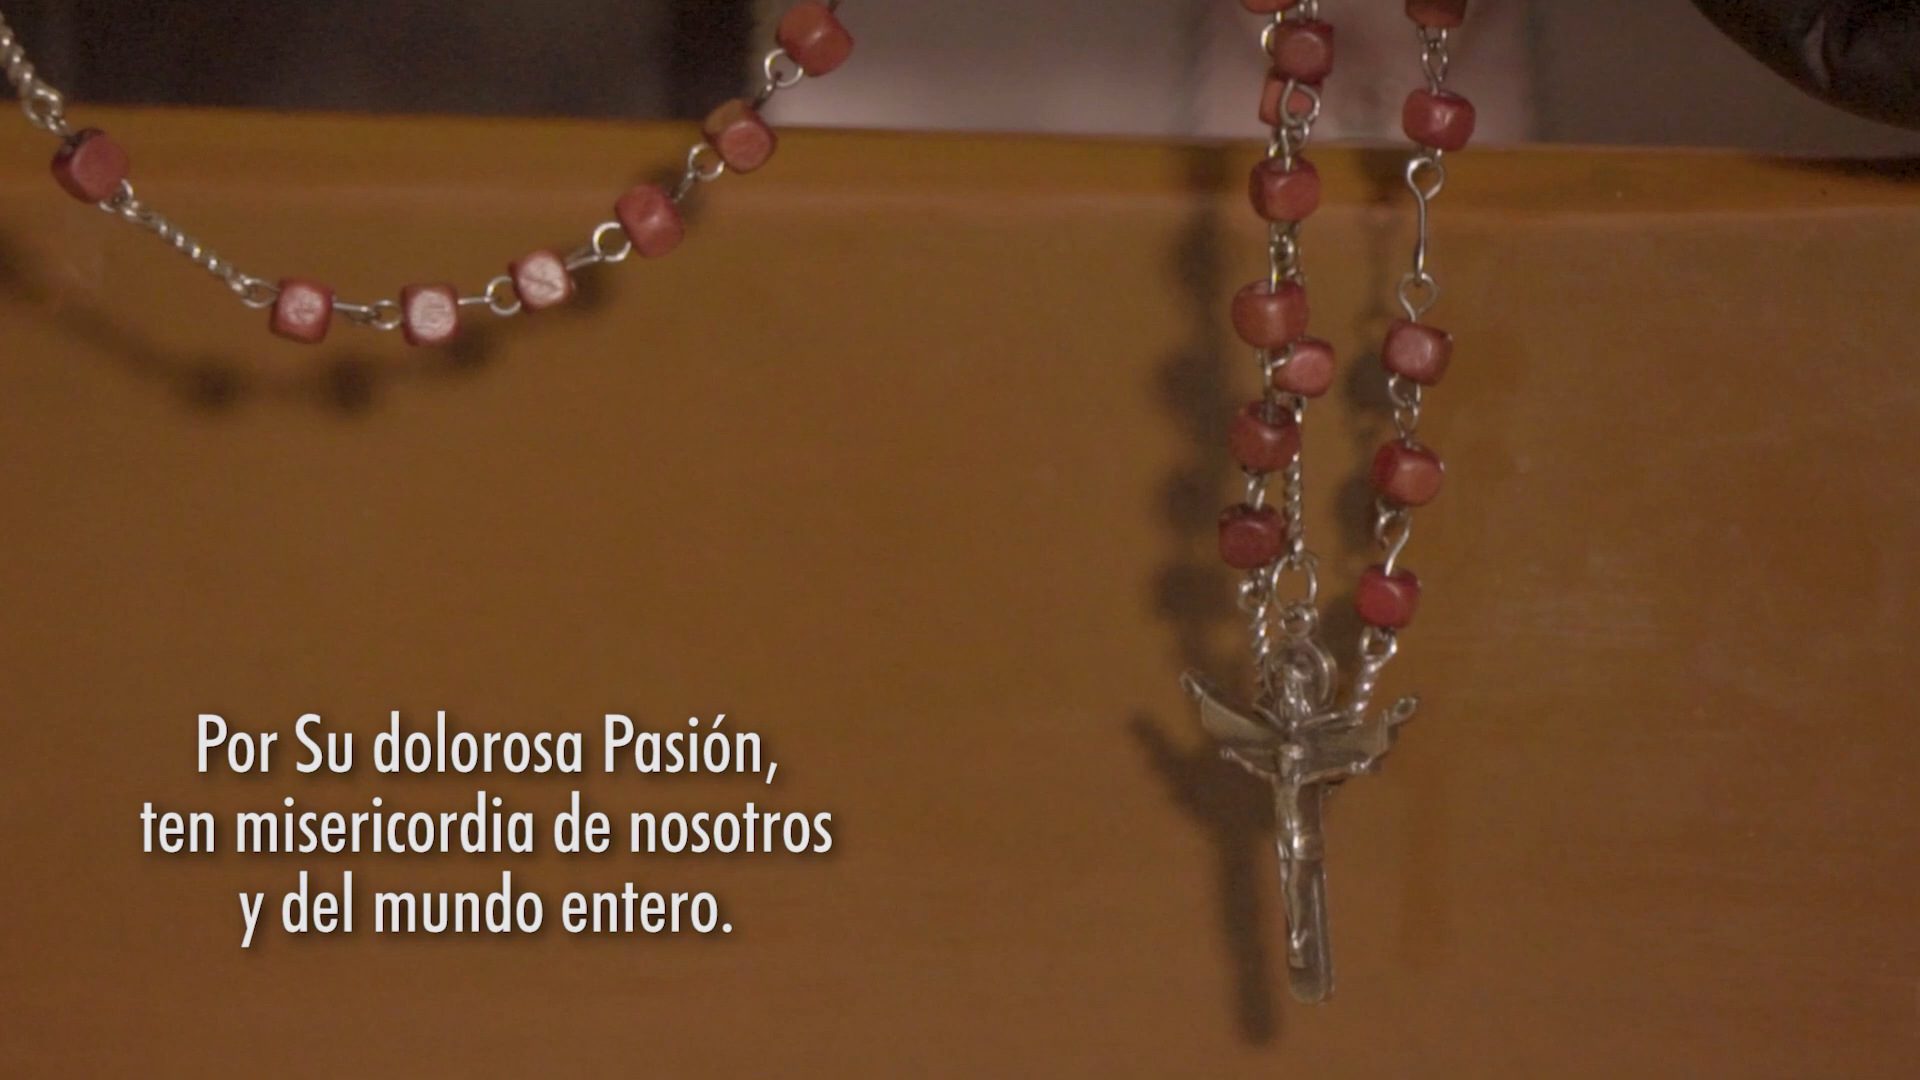 Por Su dolorosa Pasión,
ten misericordia de nosotros
y del mundo entero.